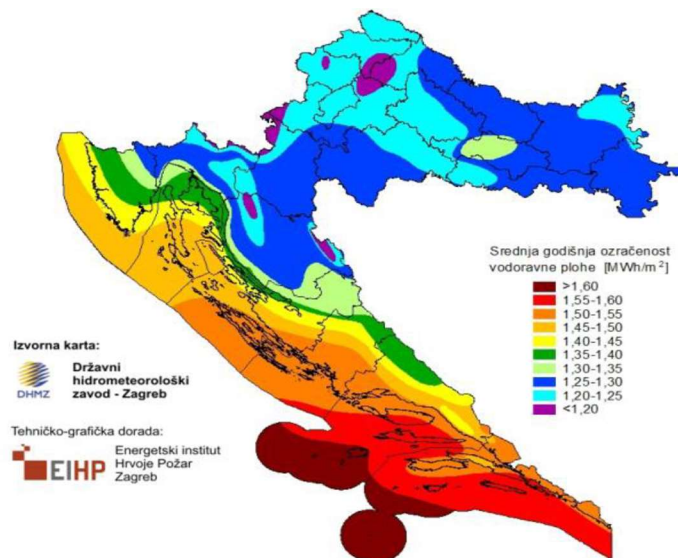 Srednja godišnja ozračenost
vodoravne plohe [MWh/m²]
>1,60
1,55-1,60
1,50-1,55
1,45-1,50
1,40-1,45
1,35-1,40
1,30-1,35
1,25-1,30
1,20-1,25
<1,20
Izvorna karta:
DHMZ
Državni
hidrometeorološki
zavod - Zagreb
Tehničko-grafička dorada:
EIHP
Energetski institut
Hrvoje Požar
Zagreb